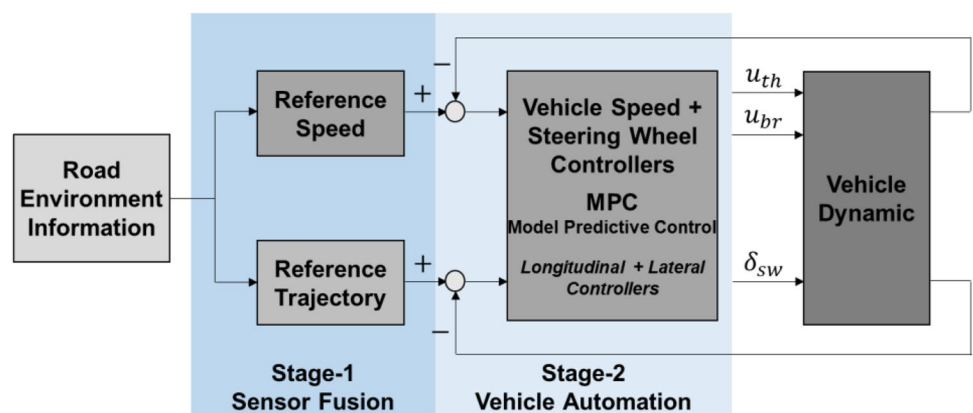 Road
Environment
Information
Reference
Speed
Reference
Trajectory
+
−
+
−
Vehicle Speed +
Steering Wheel
Controllers
MPC
Model Predictive Control
Longitudinal + Lateral
Controllers
u_th
u_br
δ_sw
Vehicle
Dynamic
Stage-1
Sensor Fusion
Stage-2
Vehicle Automation